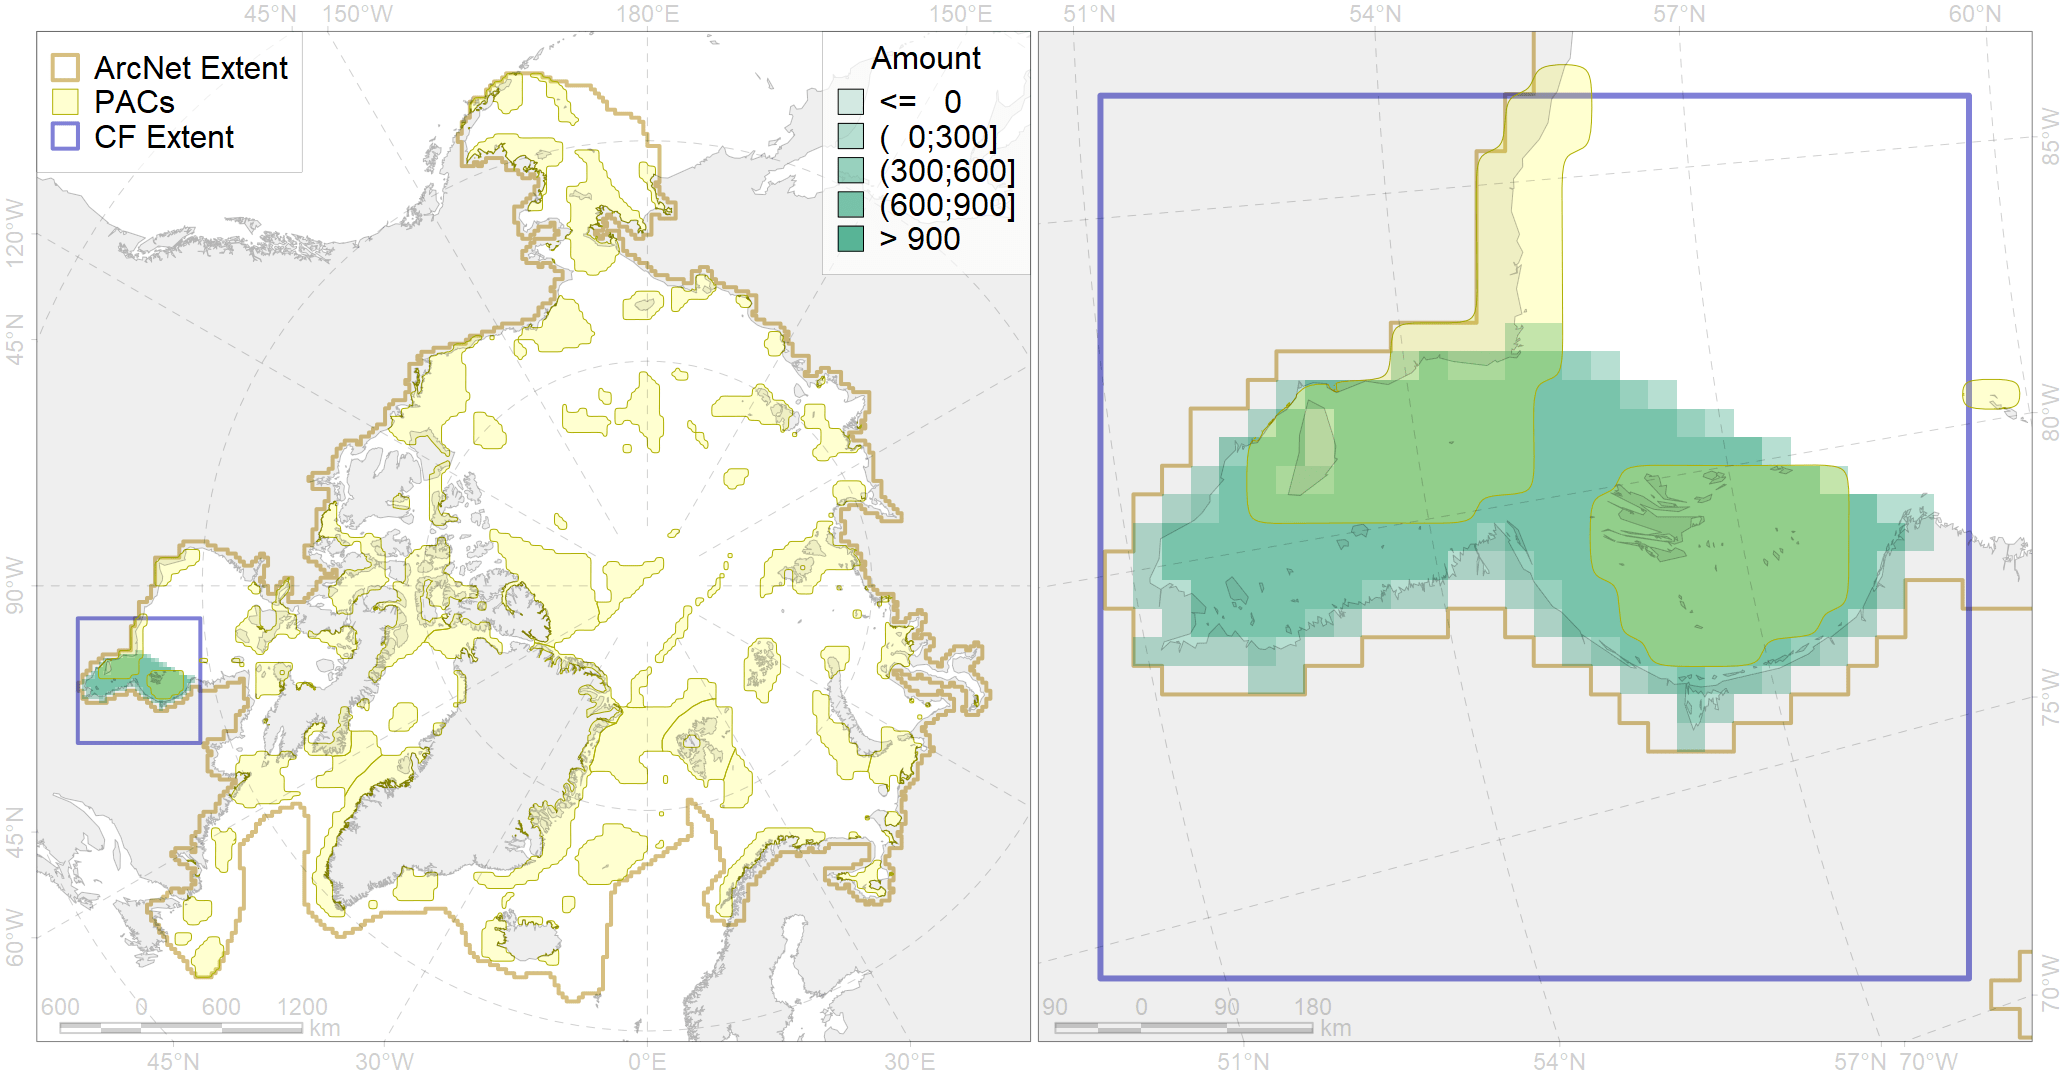 45°N 150°W 180°E 150°E 51°N 54°N 57°N 60°N
ArcNet Extent
PACs
CF Extent
Amount
<= 0
( 0;300]
(300;600]
(600;900]
> 900
120°W
45°N
90°W
45°N
60°W
85°W
80°W
75°W
70°W
600 0 600 1200
km
90 0 90 180
km
45°N 30°W 0°E 30°E 51°N 54°N 57°N 70°W